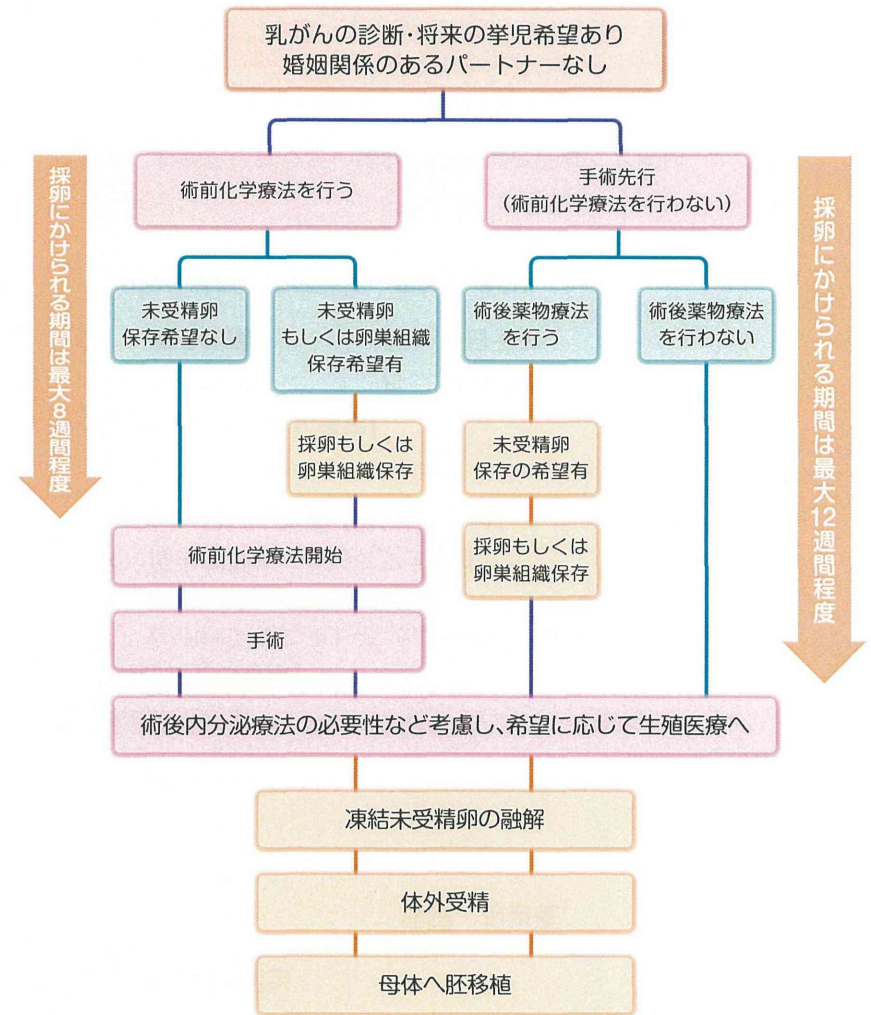 乳がんの診断・将来の挙児希望あり
婚姻関係のあるパートナーなし
術前化学療法を行う
手術先行
（術前化学療法を行わない）
採卵にかけられる期間は最大8週間程度
採卵にかけられる期間は最大12週間程度
未受精卵
保存希望なし
未受精卵
もしくは卵巣組織
保存希望有
術後薬物療法
を行う
術後薬物療法
を行わない
採卵もしくは
卵巣組織保存
未受精卵
保存の希望有
術前化学療法開始
採卵もしくは
卵巣組織保存
手術
術後内分泌療法の必要性など考慮し、希望に応じて生殖医療へ
凍結未受精卵の融解
体外受精
母体へ胚移植